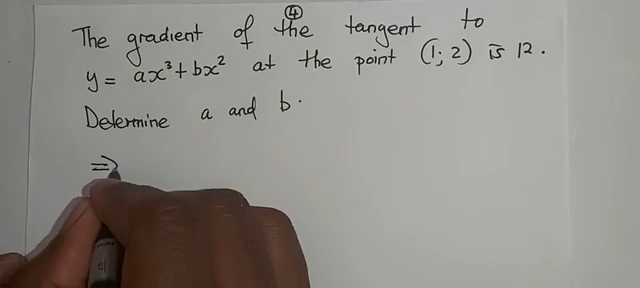 ④
The gradient of the tangent to
y = ax³ + bx² at the point (1; 2) is 12.
Determine a and b.
⇒